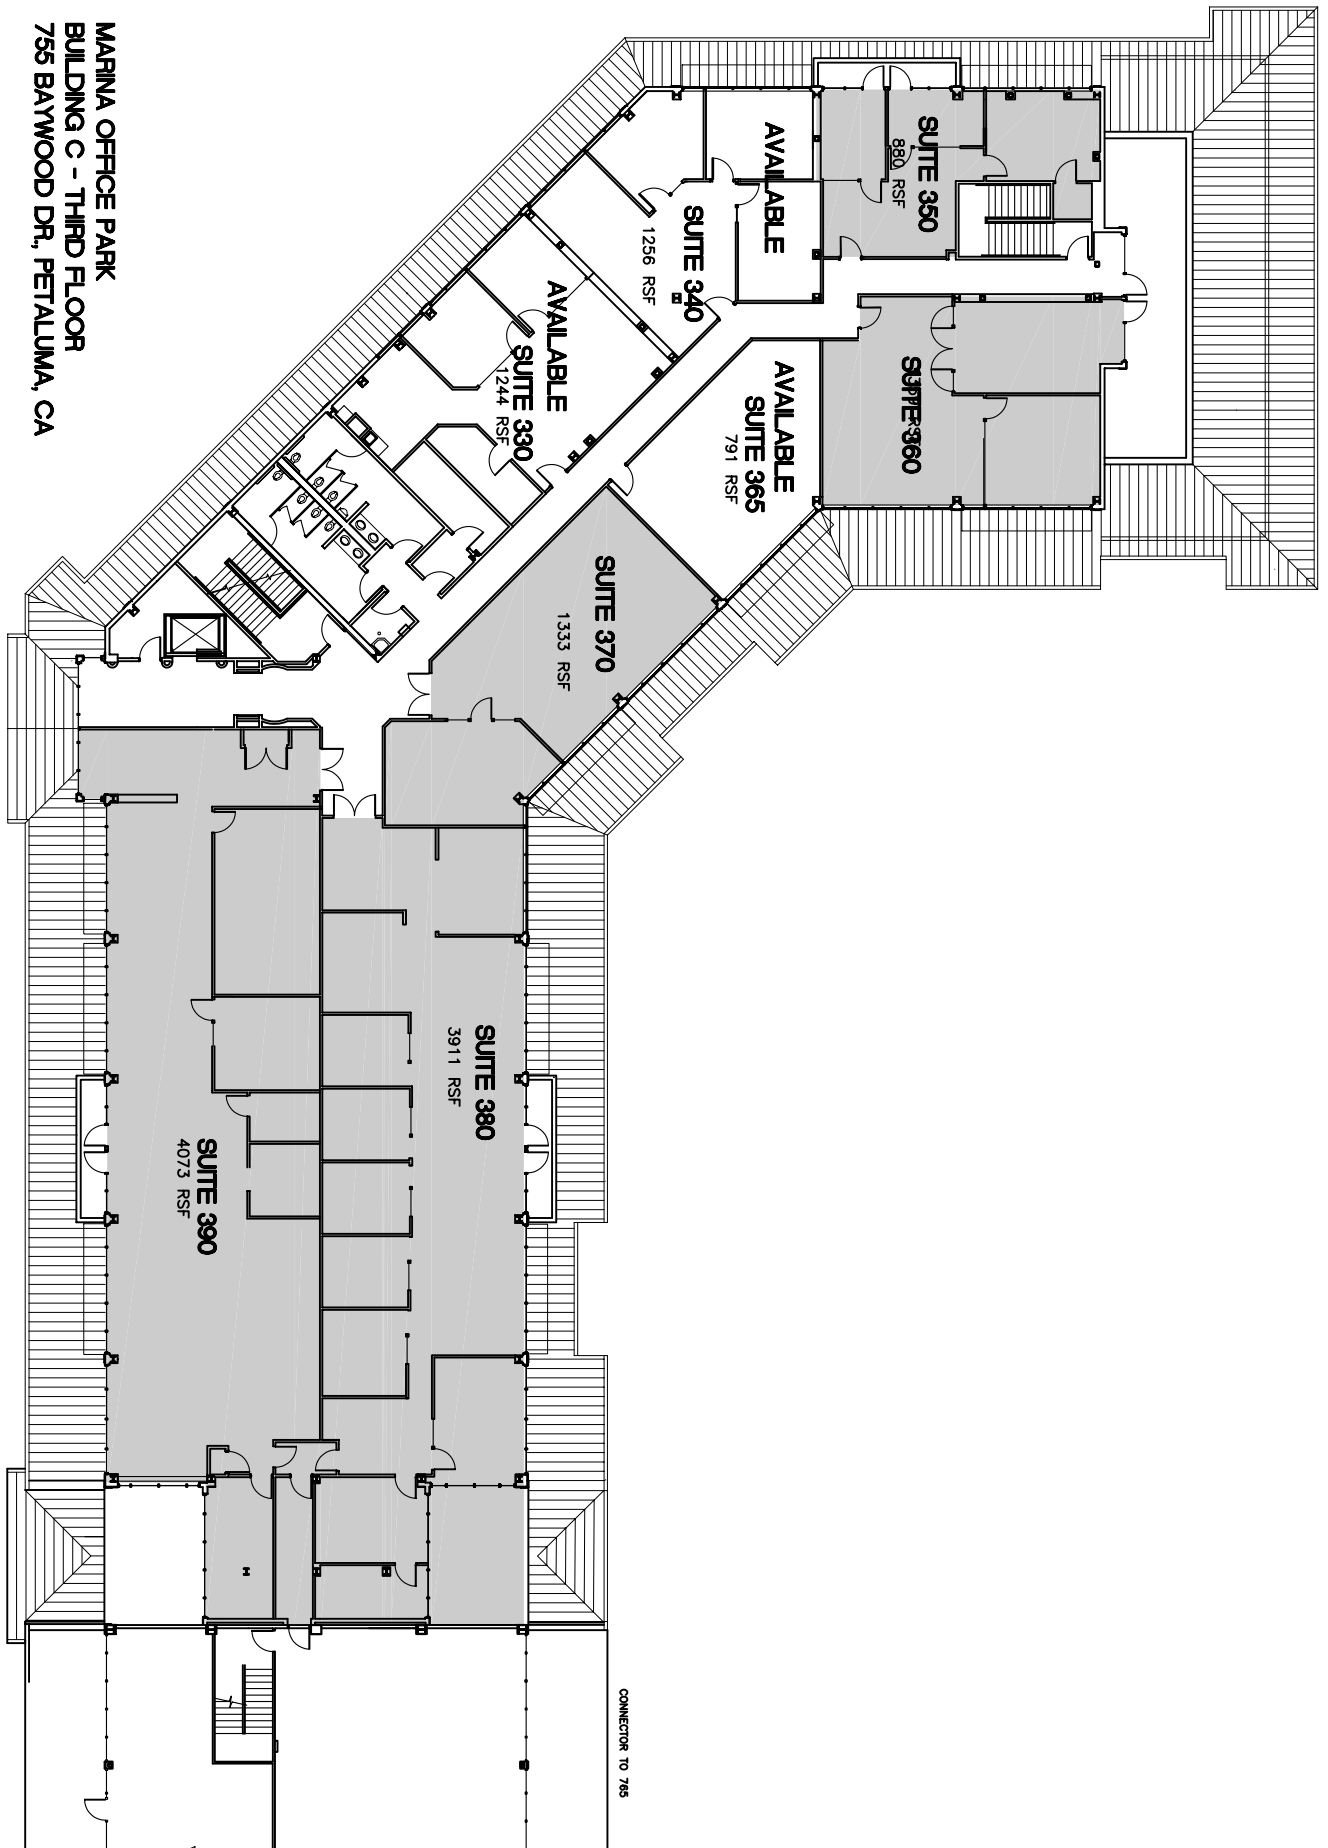 MARINA OFFICE PARK
BUILDING C - THIRD FLOOR
755 BAYWOOD DR., PETALUMA, CA
SUITE 350
880 RSF
AVAILABLE
SUITE 340
1256 RSF
AVAILABLE
SUITE 330
1244 RSF
SUITE 360
AVAILABLE
SUITE 365
791 RSF
SUITE 370
1333 RSF
SUITE 380
3911 RSF
SUITE 390
4073 RSF
CONNECTOR TO 765